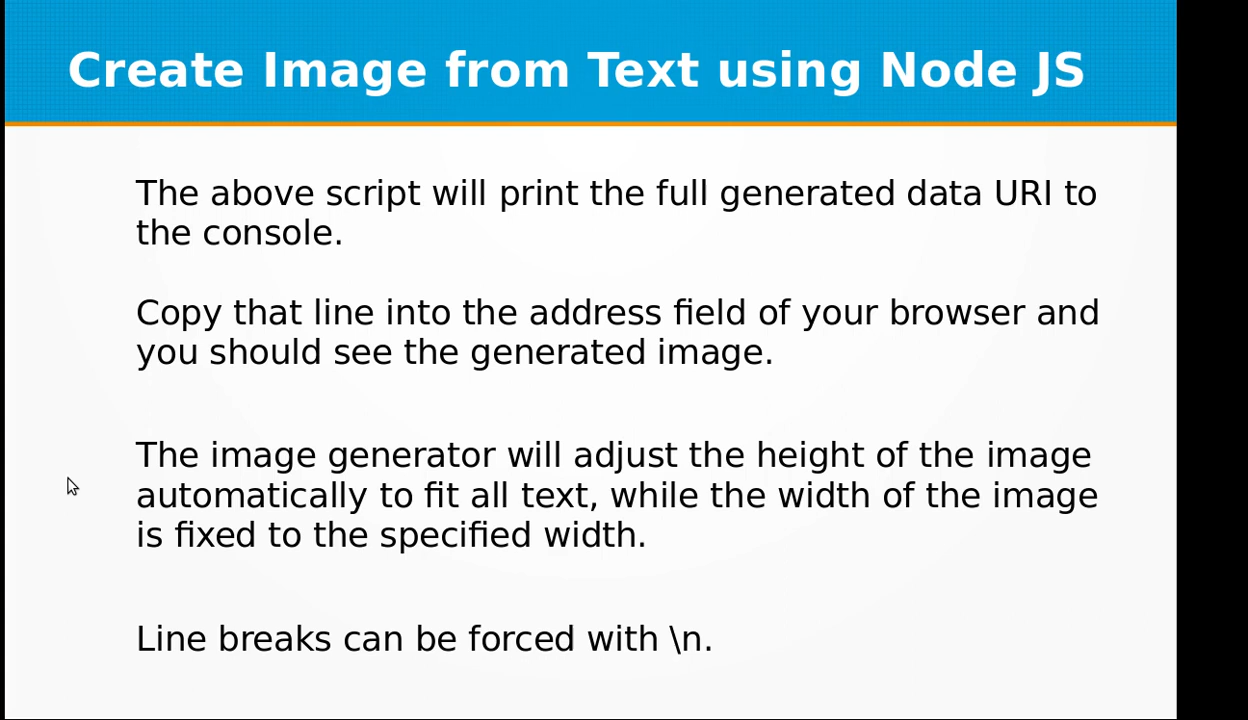 Create Image from Text using Node JS
The above script will print the full generated data URI to
the console.
Copy that line into the address field of your browser and
you should see the generated image.
The image generator will adjust the height of the image
automatically to fit all text, while the width of the image
is fixed to the specified width.
Line breaks can be forced with \n.